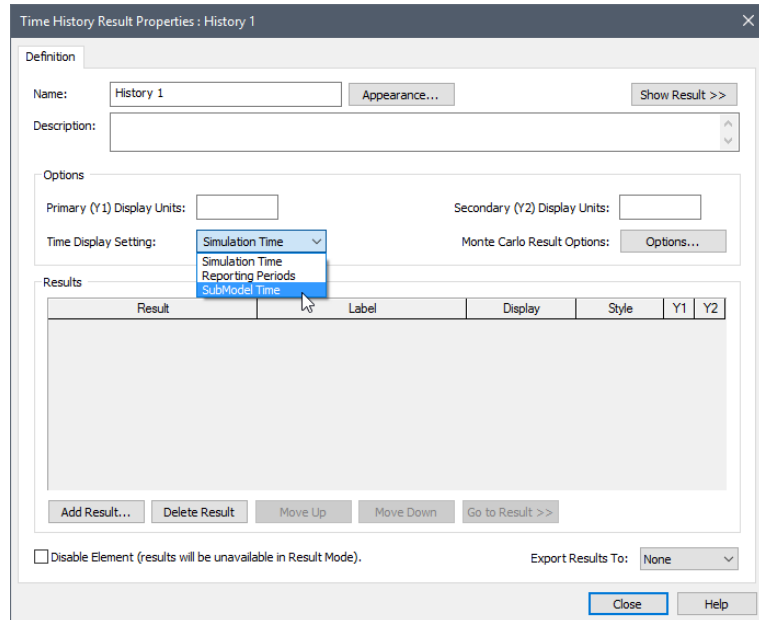 Time History Result Properties : History 1
Definition
Name: History 1 Appearance... Show Result >>
Description:
Options
Primary (Y1) Display Units: Secondary (Y2) Display Units:
Time Display Setting: Simulation Time Monte Carlo Result Options: Options...
Simulation Time
Reporting Periods
SubModel Time
Results
Result Label Display Style Y1 Y2
Add Result... Delete Result Move Up Move Down Go to Result >>
Disable Element (results will be unavailable in Result Mode). Export Results To: None
Close Help